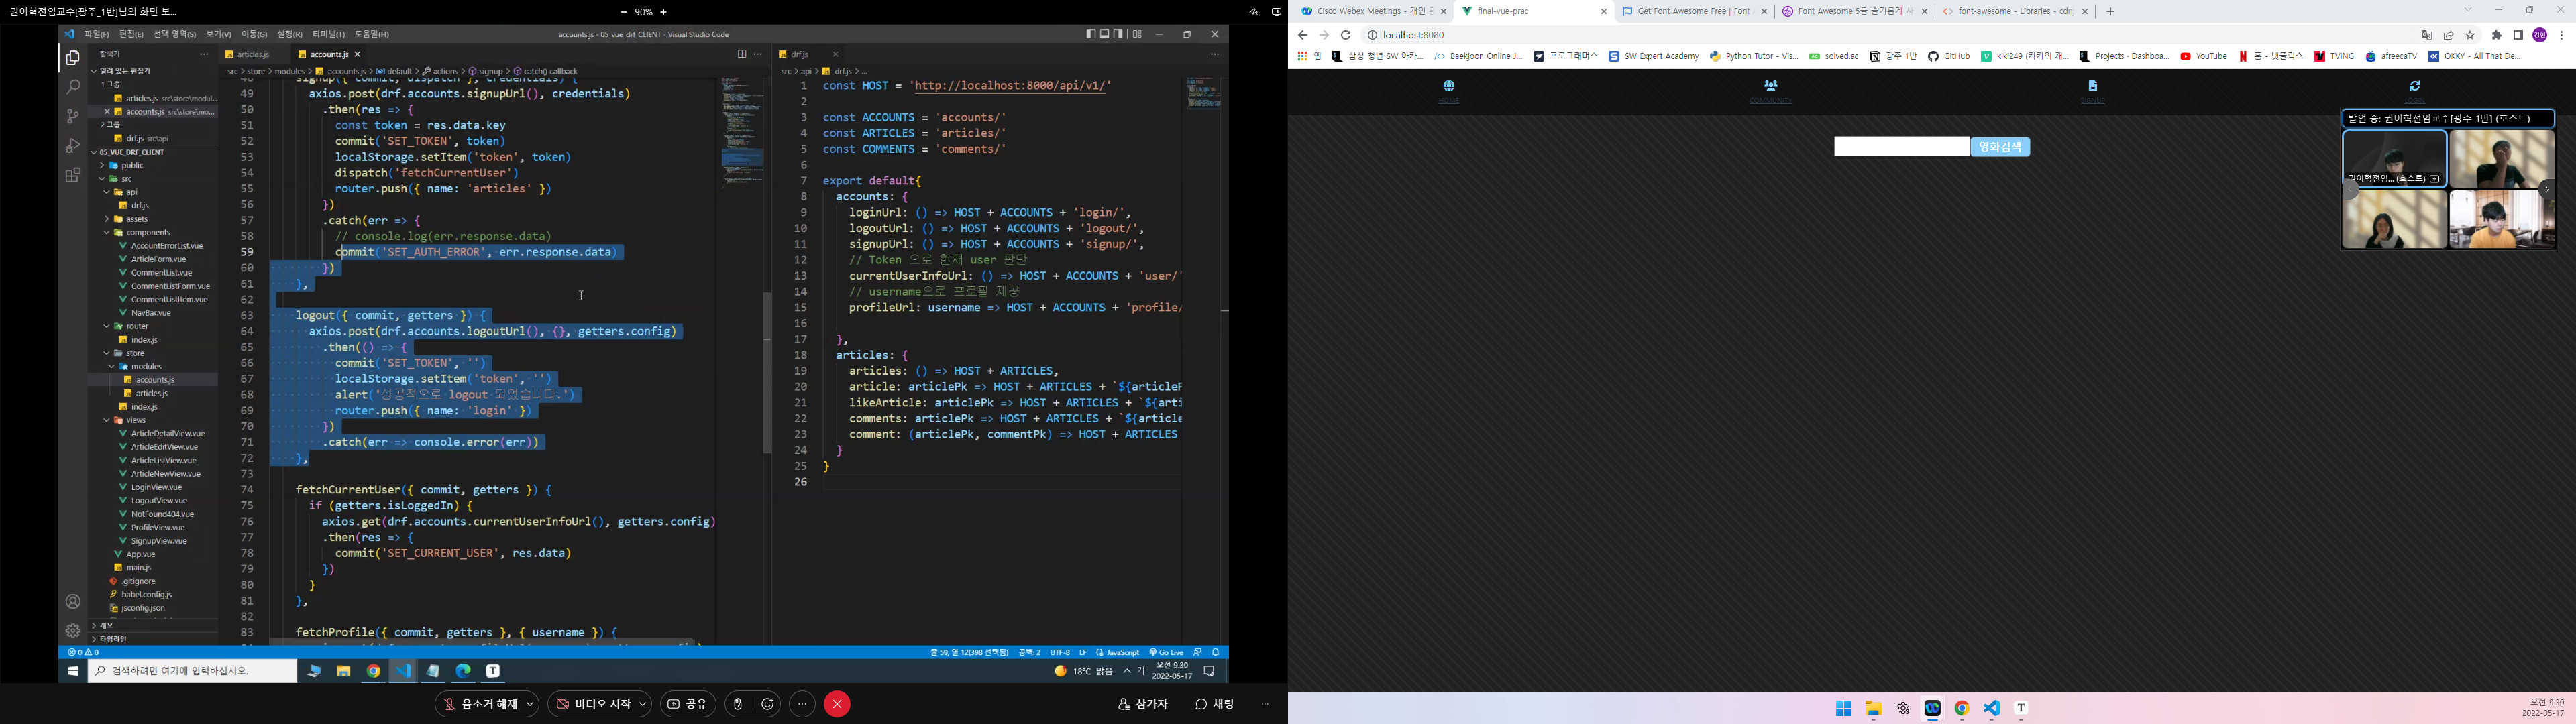 권이혁전임교수[광주_1반]님의 화면 보...
90%
파일(F) 편집(E) 선택 영역(S) 보기(V) 이동(G) 실행(R) 터미널(T) 도움말(H)
accounts.js - 05_vue_drf_CLIENT - Visual Studio Code
탐색기
열려 있는 편집기
1 그룹
articles.js src\store\modul...
accounts.js src\store\mo...
2 그룹
drf.js src\api
05_VUE_DRF_CLIENT
public
src
api
drf.js
assets
components
AccountErrorList.vue
ArticleForm.vue
CommentList.vue
CommentListForm.vue
CommentListItem.vue
NavBar.vue
router
index.js
store
modules
accounts.js
articles.js
index.js
views
ArticleDetailView.vue
ArticleEditView.vue
ArticleListView.vue
ArticleNewView.vue
LoginView.vue
LogoutView.vue
NotFound404.vue
ProfileView.vue
SignupView.vue
App.vue
main.js
.gitignore
babel.config.js
jsconfig.json
개요
타임라인
articles.js accounts.js
src > store > modules > accounts.js > default > actions > signup > catch() callback
48 signup({ commit, dispatch }, credentials) {
49 axios.post(drf.accounts.signupUrl(), credentials)
50 .then(res => {
51 const token = res.data.key
52 commit('SET_TOKEN', token)
53 localStorage.setItem('token', token)
54 dispatch('fetchCurrentUser')
55 router.push({ name: 'articles' })
56 })
57 .catch(err => {
58 // console.log(err.response.data)
59 commit('SET_AUTH_ERROR', err.response.data)
60 })
61 },
62
63 logout({ commit, getters }) {
64 axios.post(drf.accounts.logoutUrl(), {}, getters.config)
65 .then(() => {
66 commit('SET_TOKEN', '')
67 localStorage.setItem('token', '')
68 alert('성공적으로 logout 되었습니다.')
69 router.push({ name: 'login' })
70 })
71 .catch(err => console.error(err))
72 },
73
74 fetchCurrentUser({ commit, getters }) {
75 if (getters.isLoggedIn) {
76 axios.get(drf.accounts.currentUserInfoUrl(), getters.config)
77 .then(res => {
78 commit('SET_CURRENT_USER', res.data)
79 })
80 }
81 },
82
83 fetchProfile({ commit, getters }, { username }) {
drf.js
src > api > drf.js > ...
1 const HOST = 'http://localhost:8000/api/v1/'
2
3 const ACCOUNTS = 'accounts/'
4 const ARTICLES = 'articles/'
5 const COMMENTS = 'comments/'
6
7 export default{
8 accounts: {
9 loginUrl: () => HOST + ACCOUNTS + 'login/',
10 logoutUrl: () => HOST + ACCOUNTS + 'logout/',
11 signupUrl: () => HOST + ACCOUNTS + 'signup/',
12 // Token 으로 현재 user 판단
13 currentUserInfoUrl: () => HOST + ACCOUNTS + 'user/'
14 // username으로 프로필 제공
15 profileUrl: username => HOST + ACCOUNTS + 'profile/
16
17 },
18 articles: {
19 articles: () => HOST + ARTICLES,
20 article: articlePk => HOST + ARTICLES + `${articleP
21 likeArticle: articlePk => HOST + ARTICLES + `${arti
22 comments: articlePk => HOST + ARTICLES + `${article
23 comment: (articlePk, commentPk) => HOST + ARTICLES
24 }
25 }
26
0 0
줄 59, 열 12(398 선택됨) 공백: 2 UTF-8 LF JavaScript Go Live
검색하려면 여기에 입력하십시오.
18°C 맑음 가 오전 9:30
2022-05-17
음소거 해제 비디오 시작 공유 참가자 채팅
Cisco Webex Meetings - 개인 final-vue-prac Get Font Awesome Free | Font Font Awesome 5를 슬기롭게 사 font-awesome - Libraries - cdn
localhost:8080
앱 삼성 청년 SW 아카... Baekjoon Online J... 프로그래머스 SW Expert Academy Python Tutor - Vis... solved.ac 광주 1반 GitHub kiki249 (키키의 개... Projects - Dashboa... YouTube 홈 - 넷플릭스 TVING afreecaTV OKKY - All That De...
HOME COMMUNITY SIGNUP LOGIN
영화검색
발언 중: 권이혁전임교수[광주_1반] (호스트)
권이혁전임... (호스트)
오전 9:30
2022-05-17